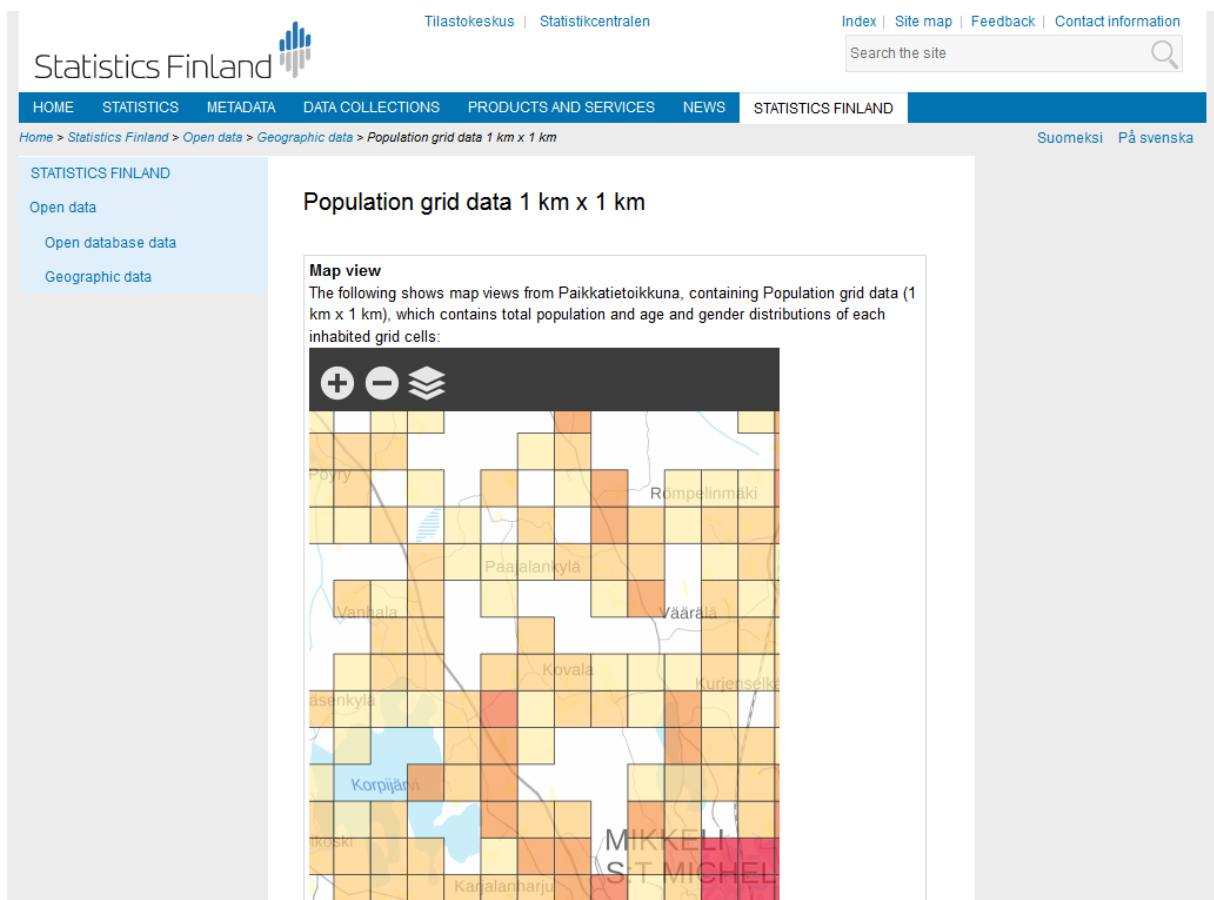 Tilastokeskus | Statistikcentralen
Index | Site map | Feedback | Contact information
Statistics Finland
Search the site
HOME STATISTICS METADATA DATA COLLECTIONS PRODUCTS AND SERVICES NEWS STATISTICS FINLAND
Home > Statistics Finland > Open data > Geographic data > Population grid data 1 km x 1 km
Suomeksi På svenska
STATISTICS FINLAND
Open data
Open database data
Geographic data
Population grid data 1 km x 1 km
Map view
The following shows map views from Paikkatietoikkuna, containing Population grid data (1
km x 1 km), which contains total population and age and gender distributions of each
inhabited grid cells:
Pöyry
Römpelinmäki
Paajalankylä
Vanhala
Väärälä
Kovala
Kurjenselkä
äsenkylä
Korpijärvi
ikoski
MIKKELI
S:T MICHEL
Karjalanharju